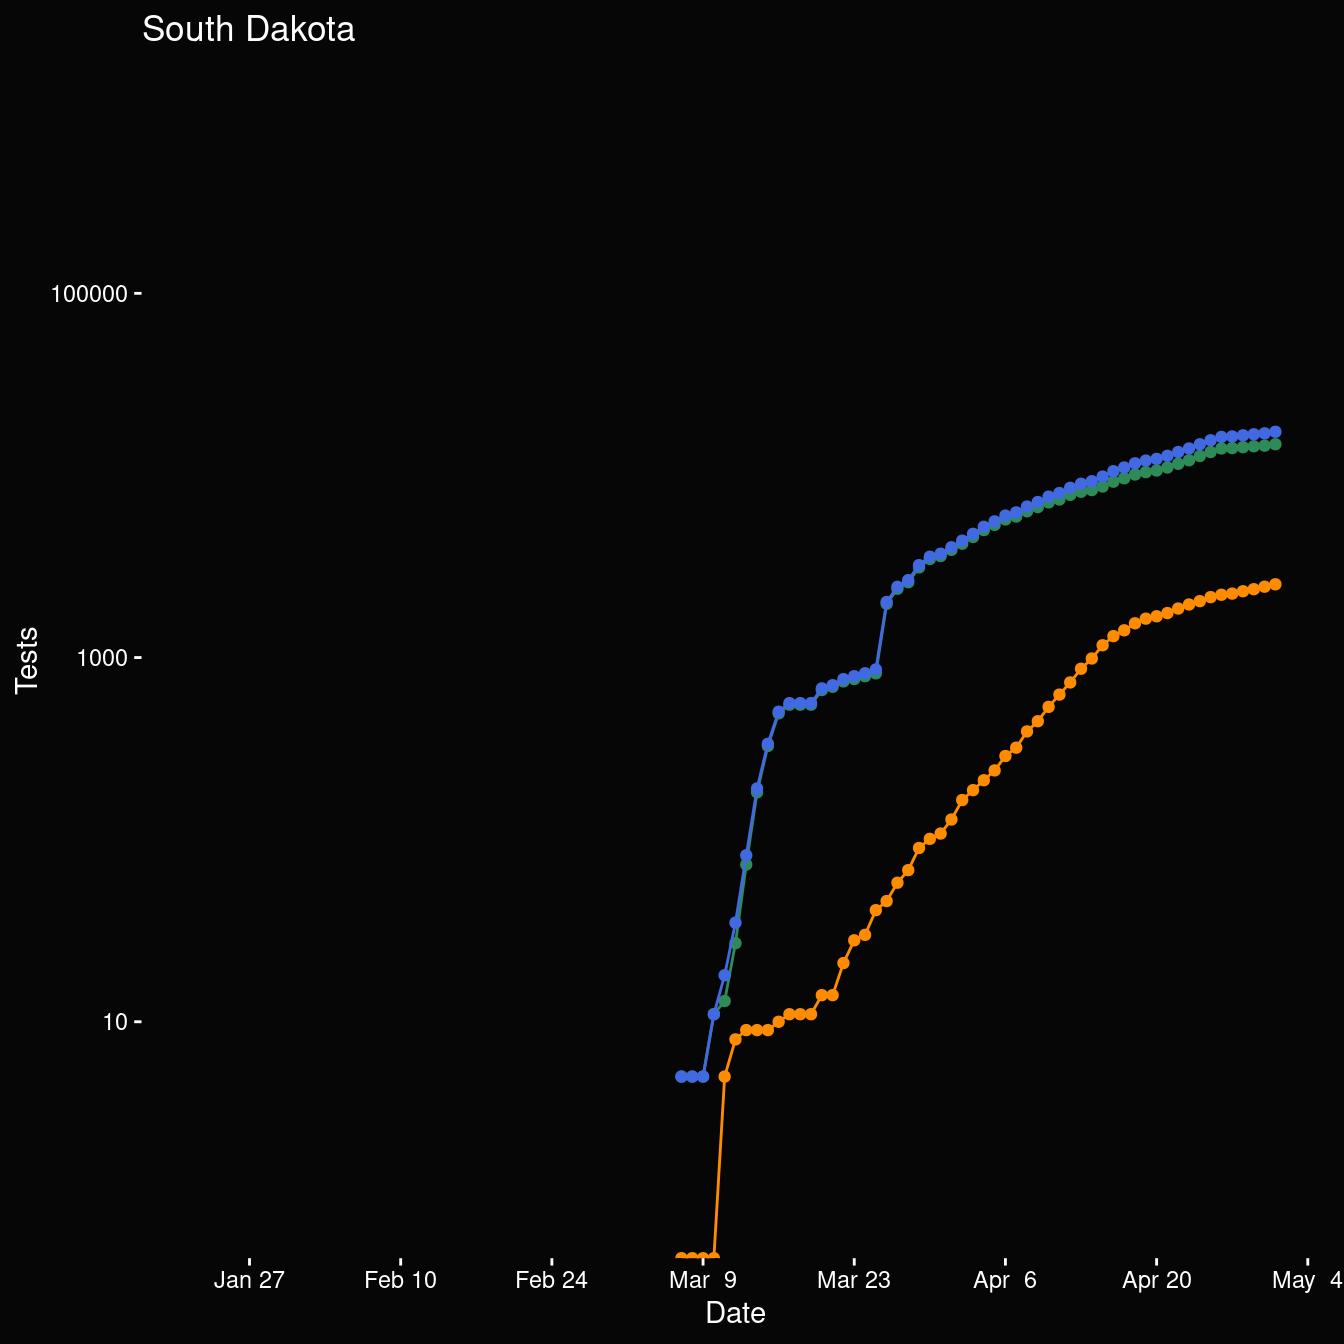 South Dakota
100000
1000
10
Tests
Jan 27
Feb 10
Feb 24
Mar  9
Mar 23
Apr  6
Apr 20
May  4
Date